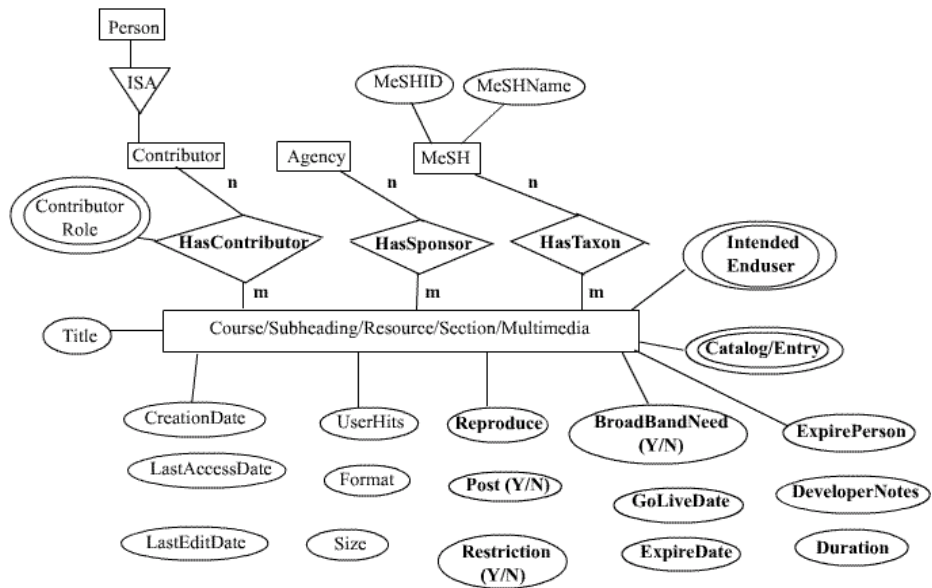 Person
ISA
MeSHID
MeSHName
Contributor
Agency
MeSH
n
n
n
Contributor
Role
HasContributor
HasSponsor
HasTaxon
Intended
Enduser
m
m
m
Title
Course/Subheading/Resource/Section/Multimedia
Catalog/Entry
CreationDate
UserHits
Reproduce
BroadBandNeed
(Y/N)
ExpirePerson
LastAccessDate
Format
Post (Y/N)
GoLiveDate
DeveloperNotes
LastEditDate
Size
Restriction
(Y/N)
ExpireDate
Duration